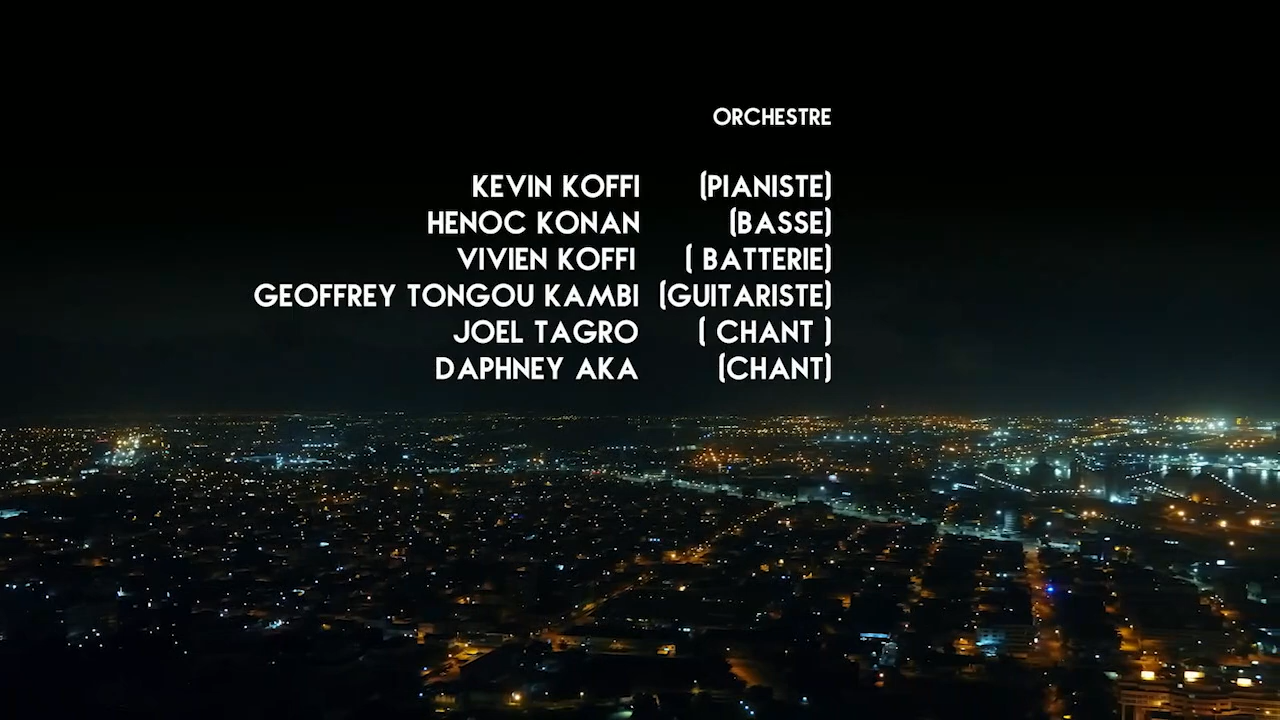 ORCHESTRE
KEVIN KOFFI (PIANISTE)
HENOC KONAN (BASSE)
VIVIEN KOFFI ( BATTERIE)
GEOFFREY TONGOU KAMBI (GUITARISTE)
JOEL TAGRO ( CHANT )
DAPHNEY AKA (CHANT)